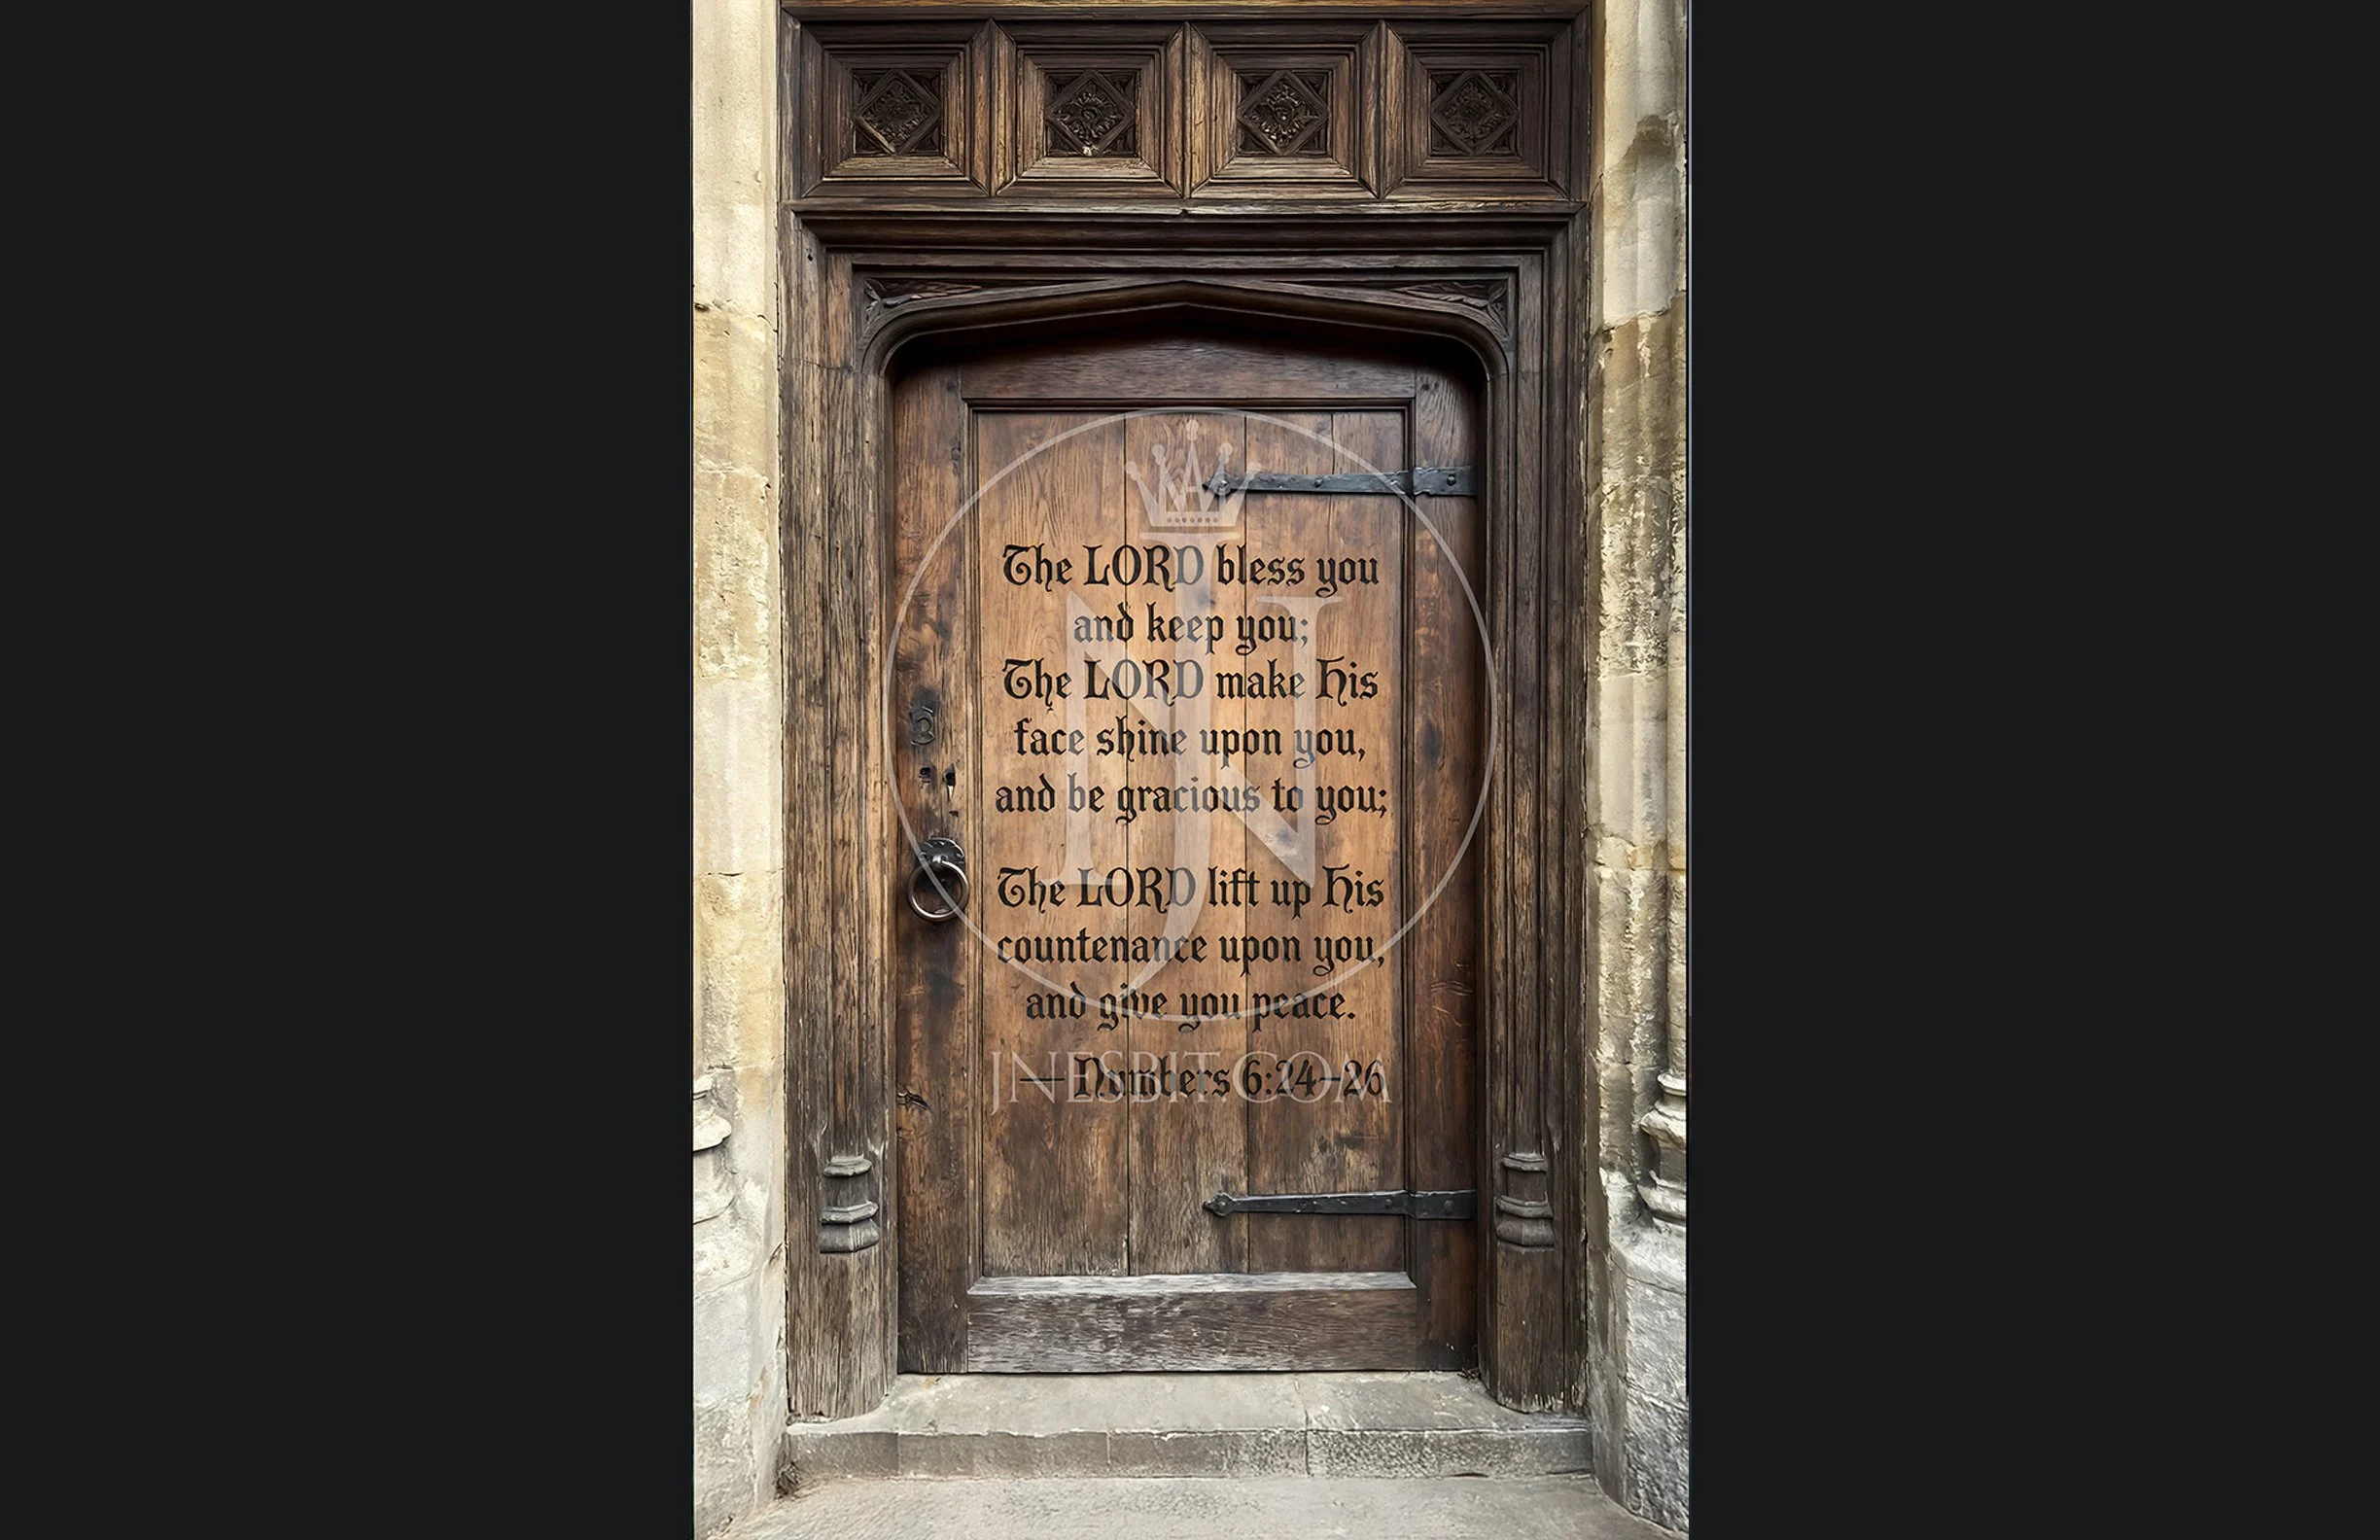 The LORD bless you
and keep you;
The LORD make His
face shine upon you,
and be gracious to you;
The LORD lift up His
countenance upon you,
and give you peace.
— Numbers 6:24–26
JN
JNESBIT.COM